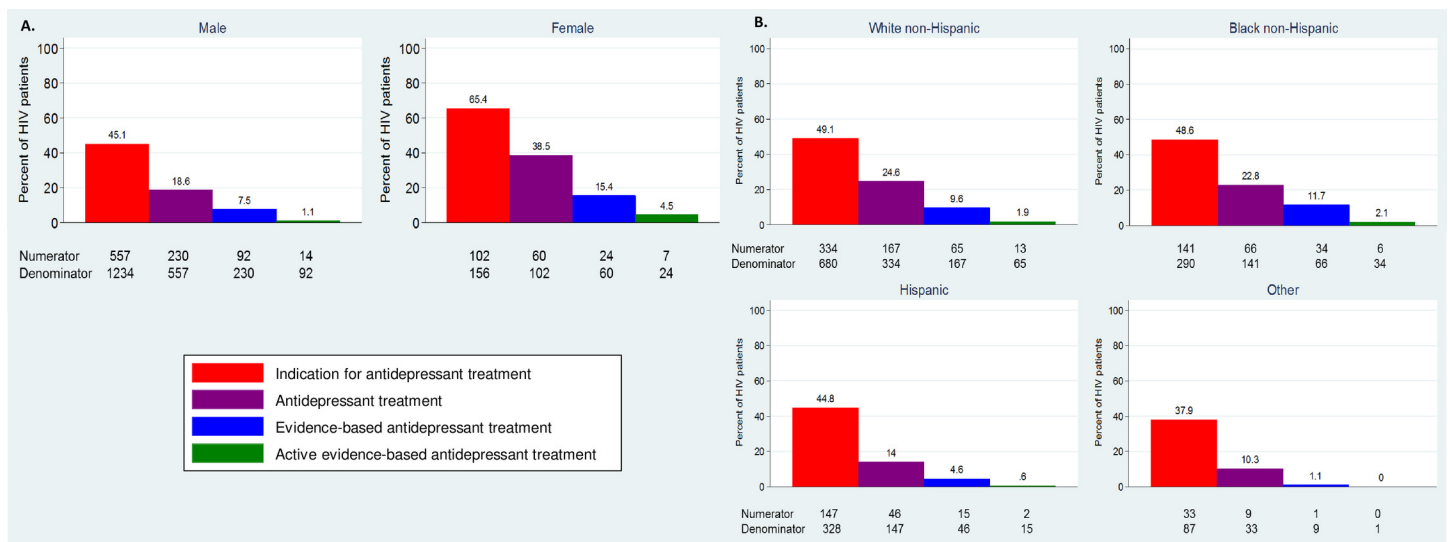 A.
Male
Percent of HIV patients
100
80
60
40
20
0
45.1
18.6
7.5
1.1
Numerator 557 230 92 14
Denominator 1234 557 230 92
Female
Percent of HIV patients
100
80
60
40
20
0
65.4
38.5
15.4
4.5
102 60 24 7
156 102 60 24
Indication for antidepressant treatment
Antidepressant treatment
Evidence-based antidepressant treatment
Active evidence-based antidepressant treatment
B.
White non-Hispanic
Percent of HIV patients
100
80
60
40
20
0
49.1
24.6
9.6
1.9
Numerator 334 167 65 13
Denominator 680 334 167 65
Black non-Hispanic
Percent of HIV patients
100
80
60
40
20
0
48.6
22.8
11.7
2.1
141 66 34 6
290 141 66 34
Hispanic
Percent of HIV patients
100
80
60
40
20
0
44.8
14
4.6
.6
Numerator 147 46 15 2
Denominator 328 147 46 15
Other
Percent of HIV patients
100
80
60
40
20
0
37.9
10.3
1.1
0
33 9 1 0
87 33 9 1